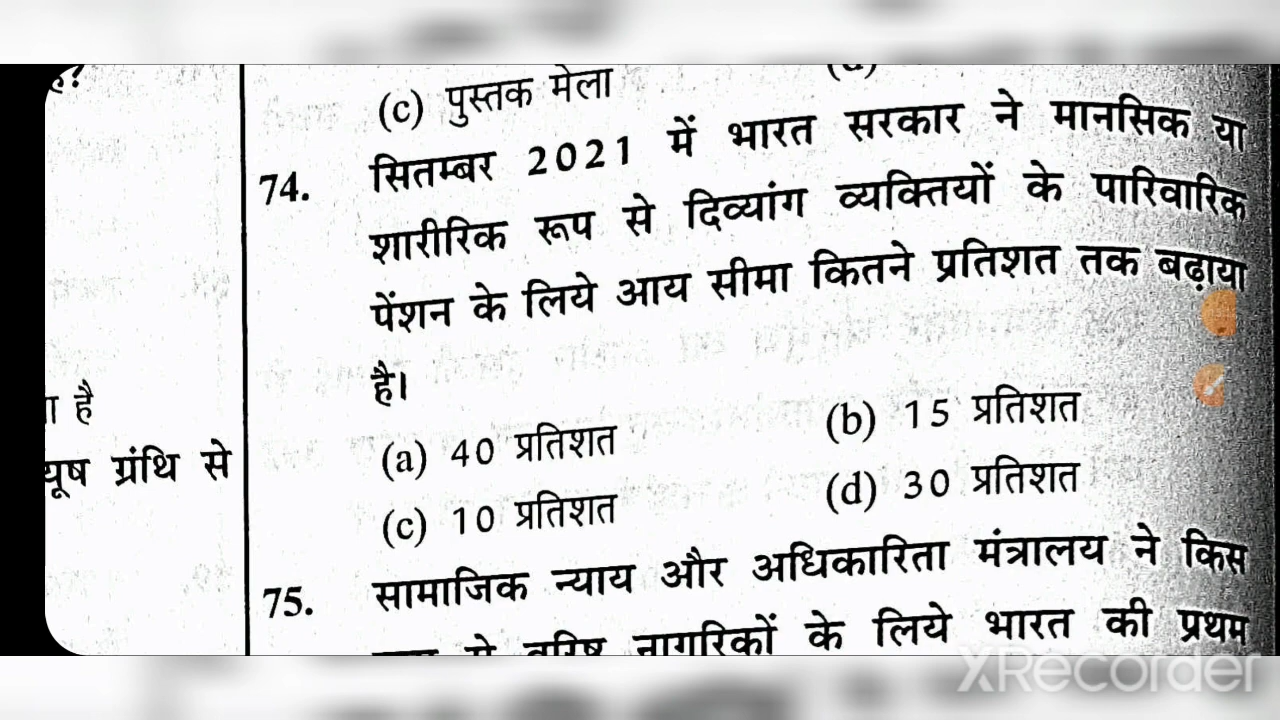 (c) पुस्तक मेला
74. सितम्बर 2021 में भारत सरकार ने मानसिक या
शारीरिक रूप से दिव्यांग व्यक्तियों के पारिवारिक
पेंशन के लिये आय सीमा कितने प्रतिशत तक बढ़ाया
है।
(a) 40 प्रतिशत (b) 15 प्रतिशत
(c) 10 प्रतिशत (d) 30 प्रतिशत
75. सामाजिक न्याय और अधिकारिता मंत्रालय ने किस
नागरिकों के लिये भारत की प्रथम
है
ग्रंथि से
XRecorder